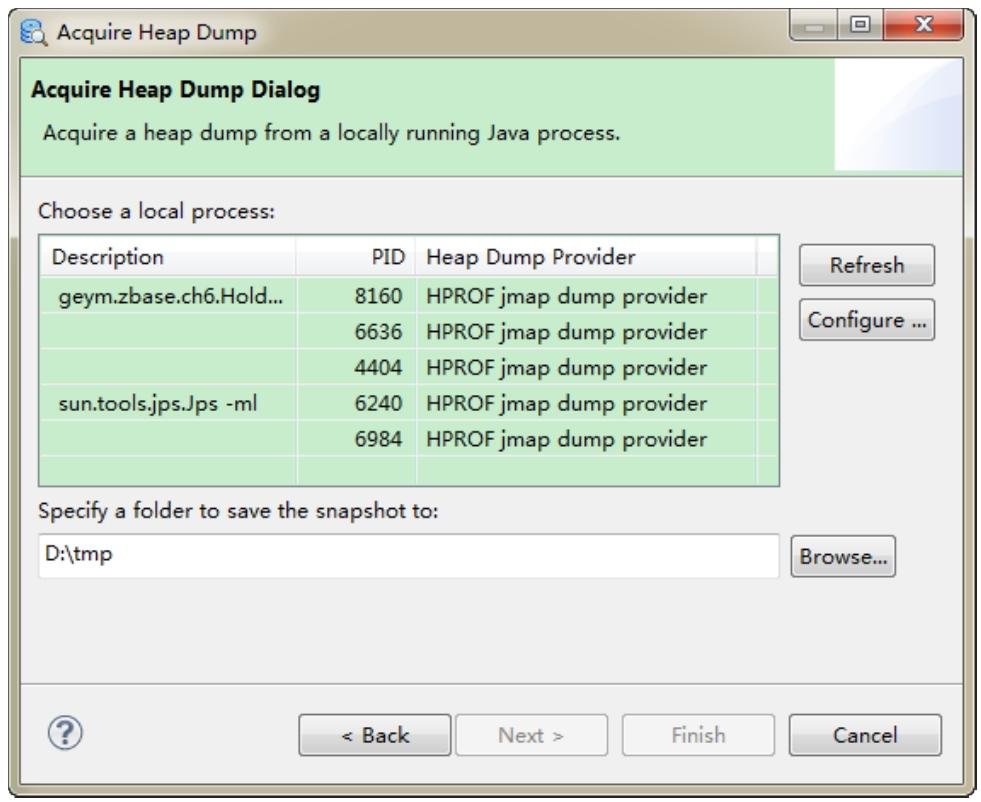 Acquire Heap Dump
Acquire Heap Dump Dialog
Acquire a heap dump from a locally running Java process.
Choose a local process:
Description PID Heap Dump Provider
geym.zbase.ch6.Hold... 8160 HPROF jmap dump provider
6636 HPROF jmap dump provider
4404 HPROF jmap dump provider
sun.tools.jps.Jps -ml 6240 HPROF jmap dump provider
6984 HPROF jmap dump provider
Refresh
Configure ...
Specify a folder to save the snapshot to:
D:\tmp Browse...
? < Back Next > Finish Cancel